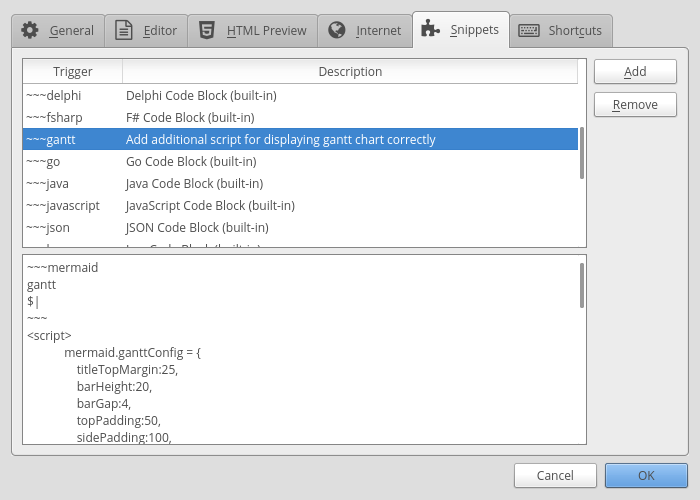 General Editor HTML Preview Internet Snippets Shortcuts
Trigger Description
~~~delphi Delphi Code Block (built-in)
~~~fsharp F# Code Block (built-in)
~~~gantt Add additional script for displaying gantt chart correctly
~~~go Go Code Block (built-in)
~~~java Java Code Block (built-in)
~~~javascript JavaScript Code Block (built-in)
~~~json JSON Code Block (built-in)
Add
Remove
~~~mermaid
gantt
$|
~~~
<script>
mermaid.ganttConfig = {
titleTopMargin:25,
barHeight:20,
barGap:4,
topPadding:50,
sidePadding:100,
Cancel OK